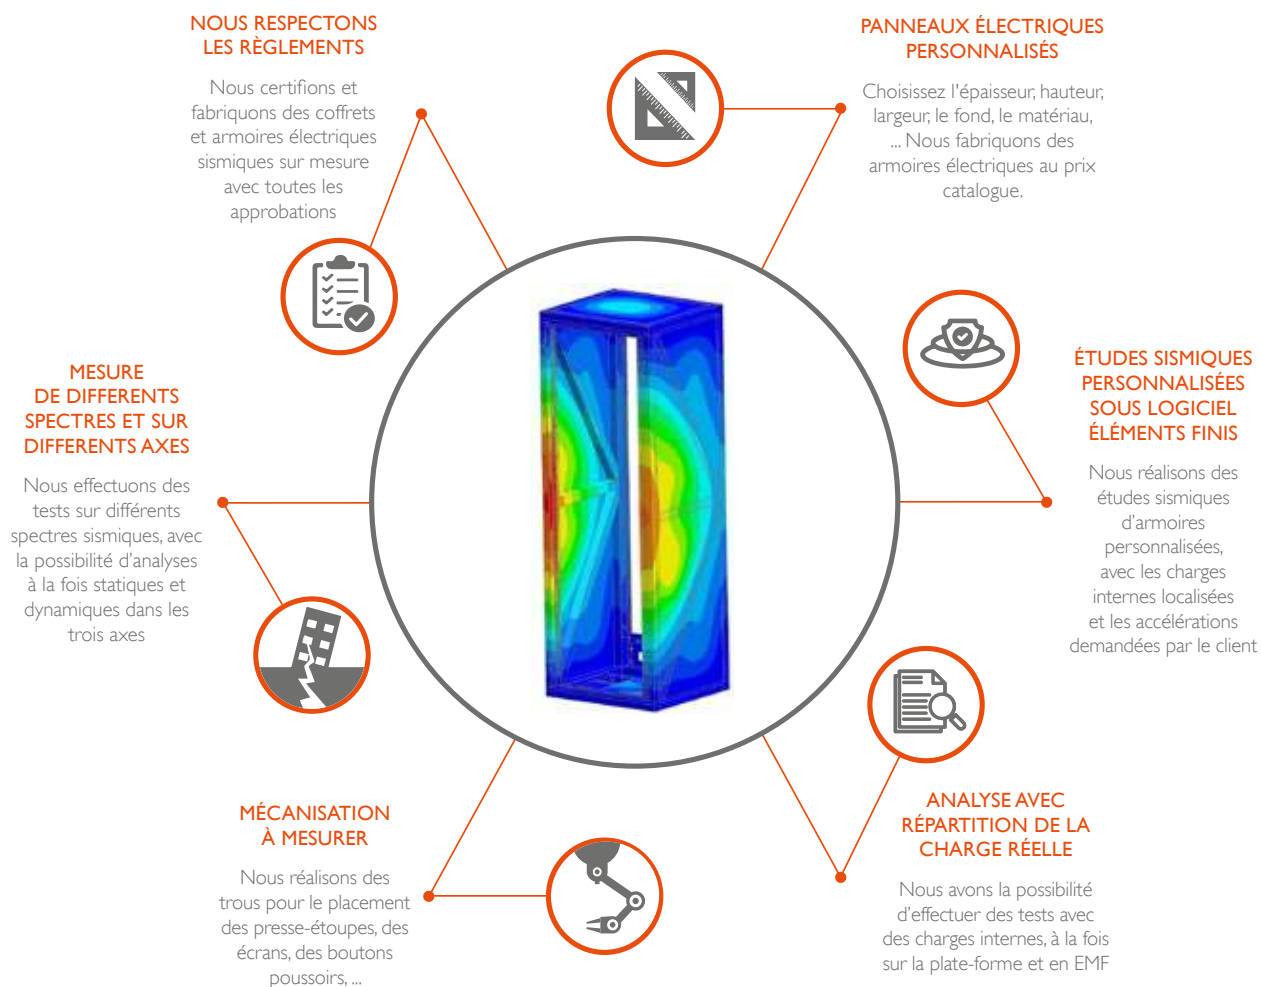 NOUS RESPECTONS
LES RÈGLEMENTS
Nous certifions et
fabriquons des coffrets
et armoires électriques
sismiques sur mesure
avec toutes les
approbations
PANNEAUX ÉLECTRIQUES
PERSONNALISÉS
Choisissez l'épaisseur, hauteur,
largeur, le fond, le matériau,
... Nous fabriquons des
armoires électriques au prix
catalogue.
MESURE
DE DIFFERENTS
SPECTRES ET SUR
DIFFERENTS AXES
Nous effectuons des
tests sur différents
spectres sismiques, avec
la possibilité d'analyses
à la fois statiques et
dynamiques dans les
trois axes
ÉTUDES SISMIQUES
PERSONNALISÉES
SOUS LOGICIEL
ÉLÉMENTS FINIS
Nous réalisons des
études sismiques
d'armoires
personnalisées,
avec les charges
internes localisées
et les accélérations
demandées par le client
MÉCANISATION
À MESURER
Nous réalisons des
trous pour le placement
des presse-étoupes, des
écrans, des boutons
poussoirs, ...
ANALYSE AVEC
RÉPARTITION DE LA
CHARGE RÉELLE
Nous avons la possibilité
d'effectuer des tests avec
des charges internes, à la fois
sur la plate-forme et en EMF